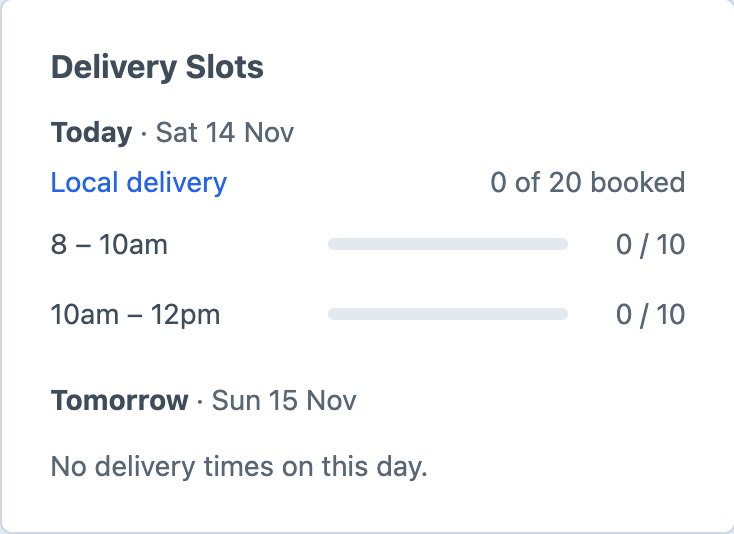 Delivery Slots
Today · Sat 14 Nov
Local delivery 0 of 20 booked
8 – 10am 0 / 10
10am – 12pm 0 / 10
Tomorrow · Sun 15 Nov
No delivery times on this day.